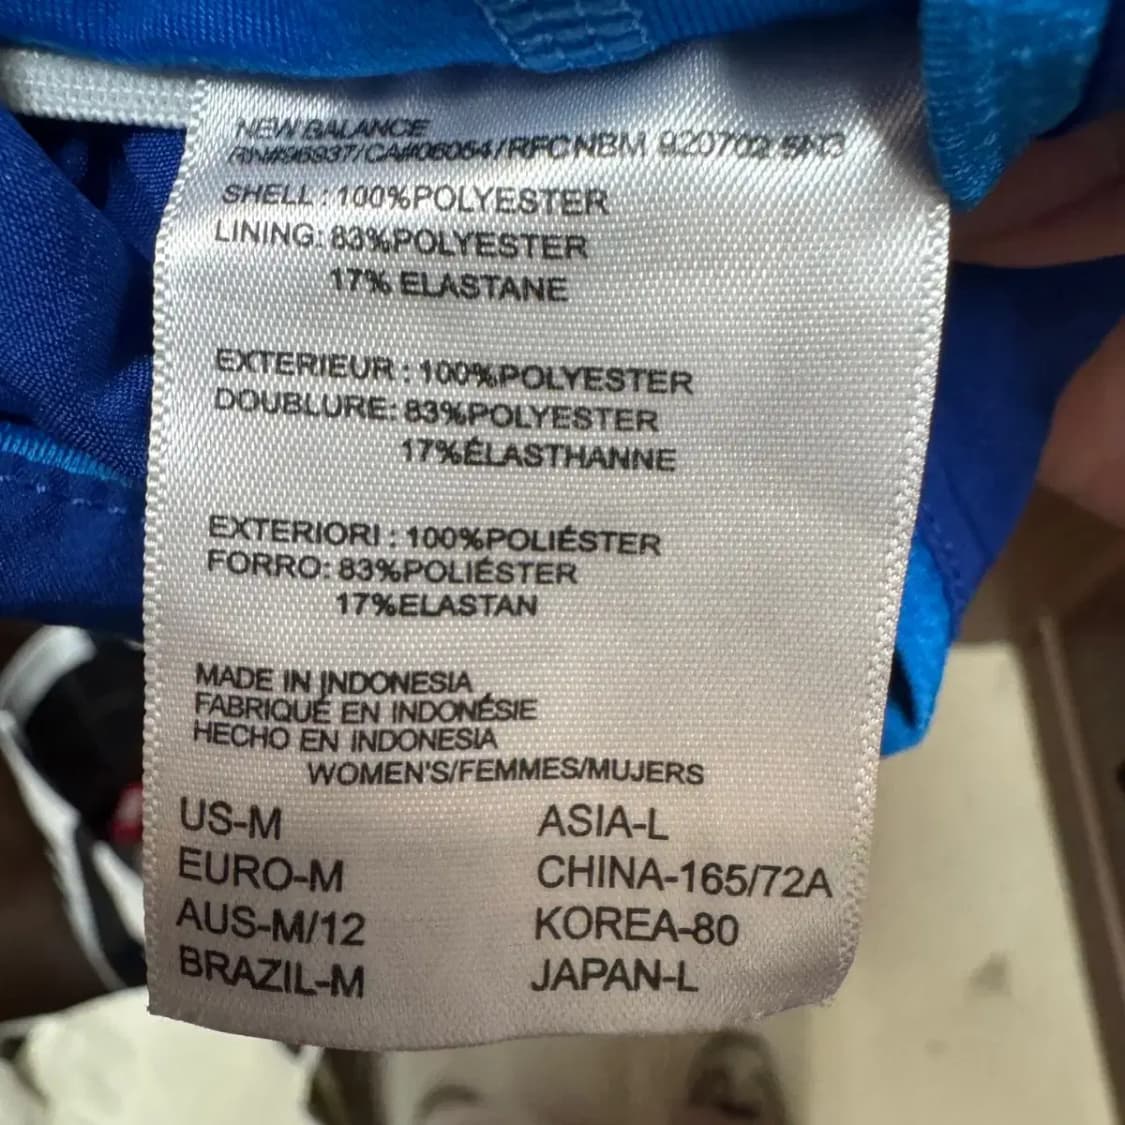 NEW BALANCE
RN#96937/CA#06054/RFCNBM 920702 5N3
SHELL : 100%POLYESTER
LINING: 83%POLYESTER
17% ELASTANE
EXTERIEUR : 100%POLYESTER
DOUBLURE: 83%POLYESTER
17%ÉLASTHANNE
EXTERIORI : 100%POLIÉSTER
FORRO: 83%POLIÉSTER
17%ELASTAN
MADE IN INDONESIA
FABRIQUÉ EN INDONÉSIE
HECHO EN INDONESIA
WOMEN'S/FEMMES/MUJERS
US-M ASIA-L
EURO-M CHINA-165/72A
AUS-M/12 KOREA-80
BRAZIL-M JAPAN-L